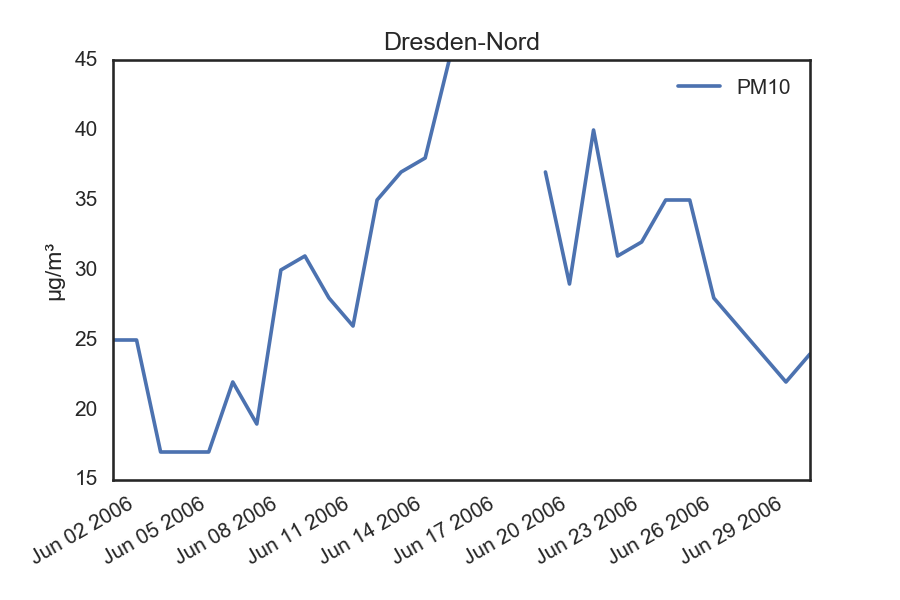 Dresden-Nord
45
40
35
30
25
20
15
µg/m³
PM10
Jun 02 2006
Jun 05 2006
Jun 08 2006
Jun 11 2006
Jun 14 2006
Jun 17 2006
Jun 20 2006
Jun 23 2006
Jun 26 2006
Jun 29 2006